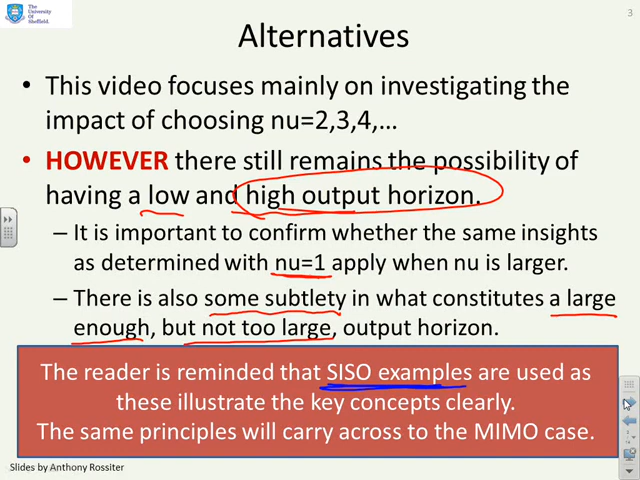 The
University
Of
Sheffield.
3
Alternatives
• This video focuses mainly on investigating the
impact of choosing nu=2,3,4,…
• HOWEVER there still remains the possibility of
having a low and high output horizon.
– It is important to confirm whether the same insights
as determined with nu=1 apply when nu is larger.
– There is also some subtlety in what constitutes a large
enough, but not too large, output horizon.
The reader is reminded that SISO examples are used as
these illustrate the key concepts clearly.
The same principles will carry across to the MIMO case.
Slides by Anthony Rossiter